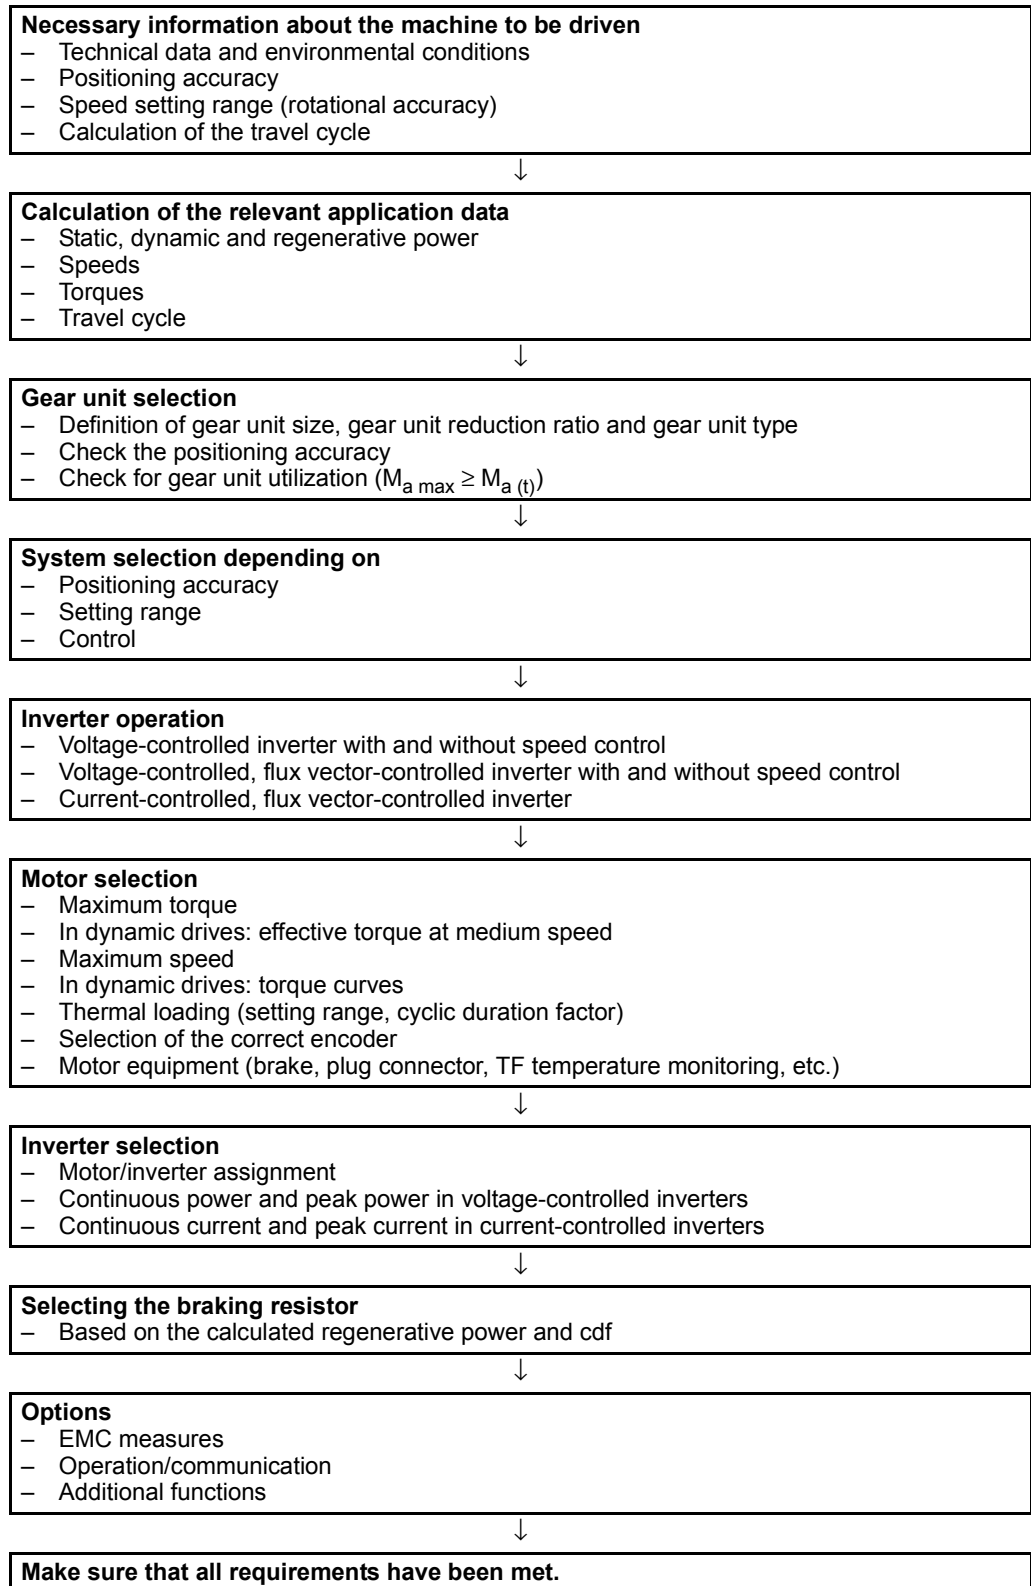 Necessary information about the machine to be driven
– Technical data and environmental conditions
– Positioning accuracy
– Speed setting range (rotational accuracy)
– Calculation of the travel cycle
↓
Calculation of the relevant application data
– Static, dynamic and regenerative power
– Speeds
– Torques
– Travel cycle
↓
Gear unit selection
– Definition of gear unit size, gear unit reduction ratio and gear unit type
– Check the positioning accuracy
– Check for gear unit utilization (Ma max ≥ Ma (t))
↓
System selection depending on
– Positioning accuracy
– Setting range
– Control
↓
Inverter operation
– Voltage-controlled inverter with and without speed control
– Voltage-controlled, flux vector-controlled inverter with and without speed control
– Current-controlled, flux vector-controlled inverter
↓
Motor selection
– Maximum torque
– In dynamic drives: effective torque at medium speed
– Maximum speed
– In dynamic drives: torque curves
– Thermal loading (setting range, cyclic duration factor)
– Selection of the correct encoder
– Motor equipment (brake, plug connector, TF temperature monitoring, etc.)
↓
Inverter selection
– Motor/inverter assignment
– Continuous power and peak power in voltage-controlled inverters
– Continuous current and peak current in current-controlled inverters
↓
Selecting the braking resistor
– Based on the calculated regenerative power and cdf
↓
Options
– EMC measures
– Operation/communication
– Additional functions
↓
Make sure that all requirements have been met.